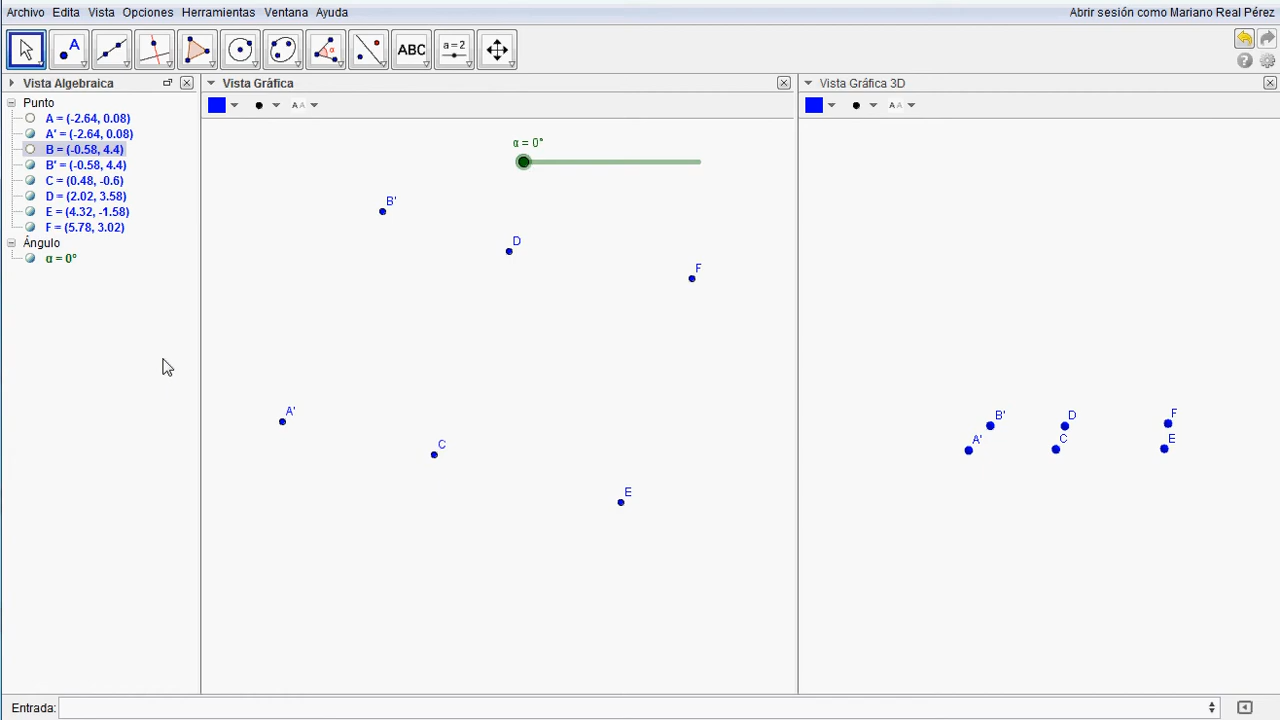 Archivo Edita Vista Opciones Herramientas Ventana Ayuda
Abrir sesión como Mariano Real Pérez
A
α
ABC
a=2
Vista Algebraica
Vista Gráfica
Vista Gráfica 3D
AA
AA
Punto
A = (-2.64, 0.08)
A' = (-2.64, 0.08)
B = (-0.58, 4.4)
B' = (-0.58, 4.4)
C = (0.48, -0.6)
D = (2.02, 3.58)
E = (4.32, -1.58)
F = (5.78, 3.02)
Ángulo
α = 0°
α = 0°
B'
D
F
A'
C
E
B'
D
F
A'
C
E
Entrada: